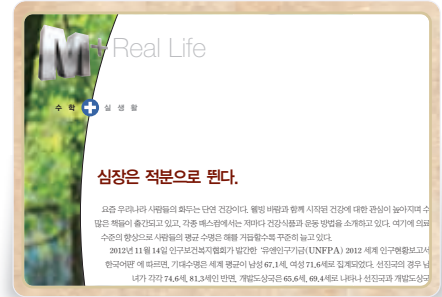 M+ Real Life
수 학 + 실 생 활
심장은 적분으로 뛴다.
요즘 우리나라 사람들의 화두는 단연 건강이다. 웰빙 바람과 함께 시작된 건강에 대한 관심이 높아지며 수
많은 책들이 출간되고 있고, 각종 매스컴에서는 저마다 건강식품과 운동 방법을 소개하고 있다. 여기에 의료
수준의 향상으로 사람들의 평균 수명은 해를 거듭할수록 꾸준히 늘고 있다.
2012년 11월 14일 인구보건복지협회가 발간한 '유엔인구기금(UNFPA) 2012 세계 인구현황보고서
한국어판'에 따르면, 기대수명은 세계 평균이 남성 67.1세, 여성 71.6세로 집계되었다. 선진국의 경우 남
녀가 각각 74.6세, 81.3세인 반면, 개발도상국은 65.6세, 69.4세로 나타나 선진국과 개발도상국